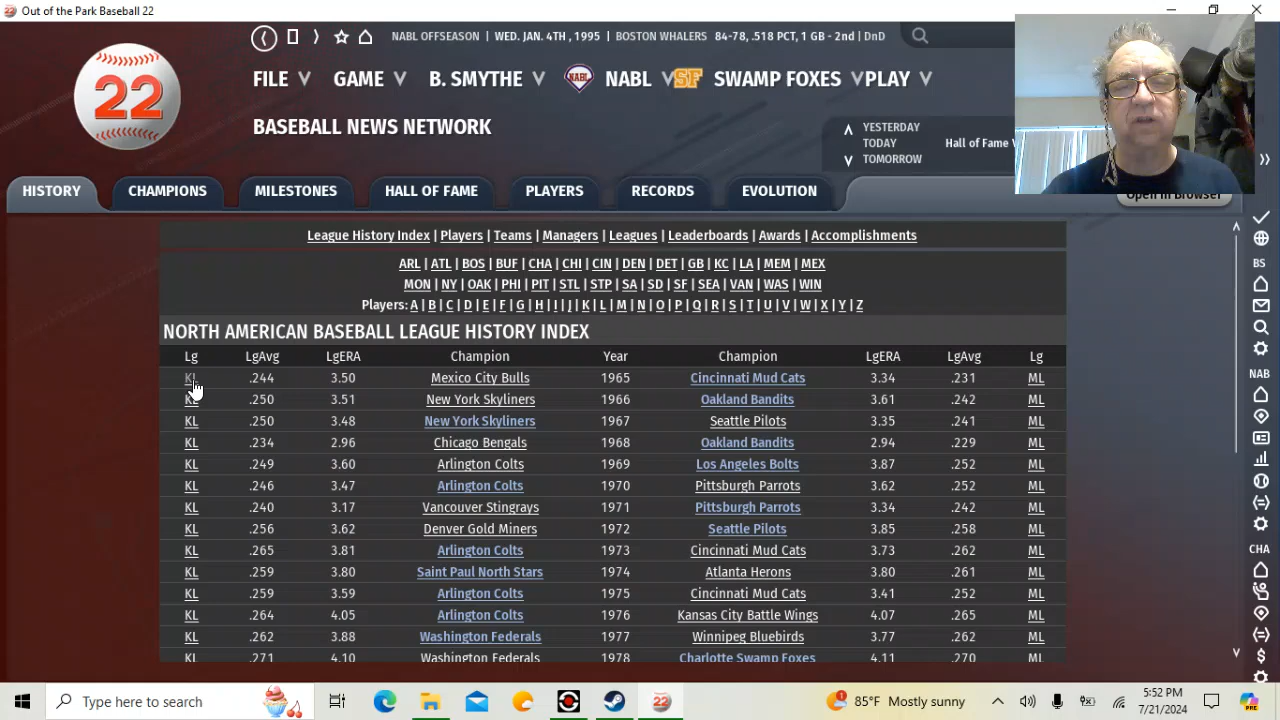 Out of the Park Baseball 22
NABL OFFSEASON | WED. JAN. 4TH , 1995 | BOSTON WHALERS 84-78, .518 PCT, 1 GB - 2nd | DnD
22
FILE GAME B. SMYTHE NABL NABL SF SWAMP FOXES PLAY
BASEBALL NEWS NETWORK
YESTERDAY
TODAY Hall of Fame
TOMORROW
HISTORY CHAMPIONS MILESTONES HALL OF FAME PLAYERS RECORDS EVOLUTION Open in Browser
League History Index | Players | Teams | Managers | Leagues | Leaderboards | Awards | Accomplishments
ARL | ATL | BOS | BUF | CHA | CHI | CIN | DEN | DET | GB | KC | LA | MEM | MEX
MON | NY | OAK | PHI | PIT | STL | STP | SA | SD | SF | SEA | VAN | WAS | WIN
Players: A | B | C | D | E | F | G | H | I | J | K | L | M | N | O | P | Q | R | S | T | U | V | W | X | Y | Z
NORTH AMERICAN BASEBALL LEAGUE HISTORY INDEX
Lg LgAvg LgERA Champion Year Champion LgERA LgAvg Lg
KL .244 3.50 Mexico City Bulls 1965 Cincinnati Mud Cats 3.34 .231 ML
KL .250 3.51 New York Skyliners 1966 Oakland Bandits 3.61 .242 ML
KL .250 3.48 New York Skyliners 1967 Seattle Pilots 3.35 .241 ML
KL .234 2.96 Chicago Bengals 1968 Oakland Bandits 2.94 .229 ML
KL .249 3.60 Arlington Colts 1969 Los Angeles Bolts 3.87 .252 ML
KL .246 3.47 Arlington Colts 1970 Pittsburgh Parrots 3.62 .252 ML
KL .240 3.17 Vancouver Stingrays 1971 Pittsburgh Parrots 3.34 .242 ML
KL .256 3.62 Denver Gold Miners 1972 Seattle Pilots 3.85 .258 ML
KL .265 3.81 Arlington Colts 1973 Cincinnati Mud Cats 3.73 .262 ML
KL .259 3.80 Saint Paul North Stars 1974 Atlanta Herons 3.80 .261 ML
KL .259 3.59 Arlington Colts 1975 Cincinnati Mud Cats 3.41 .252 ML
KL .264 4.05 Arlington Colts 1976 Kansas City Battle Wings 4.07 .265 ML
KL .262 3.88 Washington Federals 1977 Winnipeg Bluebirds 3.77 .262 ML
KL .271 4.10 Washington Federals 1978 Charlotte Swamp Foxes 4.11 .270 ML
BS
NAB
CHA
Type here to search
22
1 85°F Mostly sunny
5:52 PM
7/21/2024
PRE